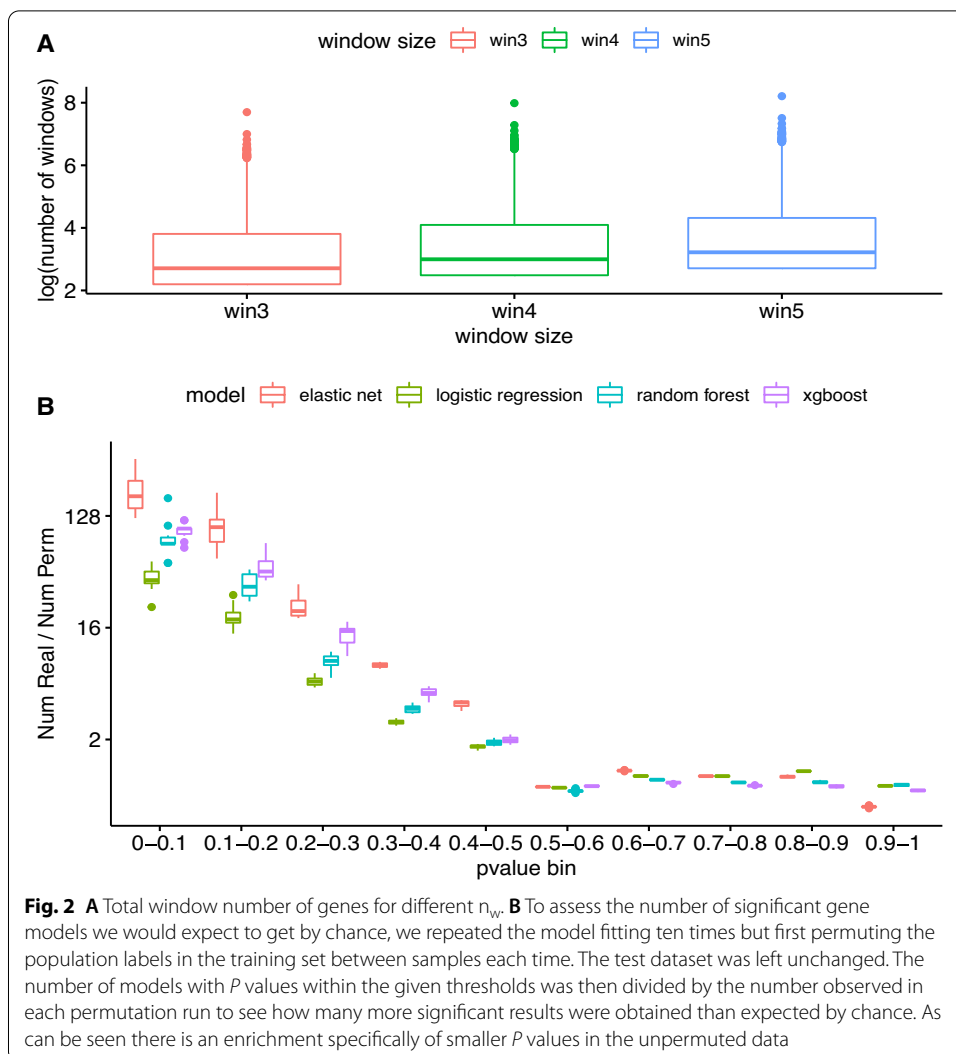 A
window size win3 win4 win5
log(number of windows)
8
6
4
2
win3 win4 win5
window size
B
model elastic net logistic regression random forest xgboost
Num Real / Num Perm
128
16
2
0–0.1 0.1–0.2 0.2–0.3 0.3–0.4 0.4–0.5 0.5–0.6 0.6–0.7 0.7–0.8 0.8–0.9 0.9–1
pvalue bin
Fig. 2 A Total window number of genes for different nw. B To assess the number of significant gene
models we would expect to get by chance, we repeated the model fitting ten times but first permuting the
population labels in the training set between samples each time. The test dataset was left unchanged. The
number of models with P values within the given thresholds was then divided by the number observed in
each permutation run to see how many more significant results were obtained than expected by chance. As
can be seen there is an enrichment specifically of smaller P values in the unpermuted data